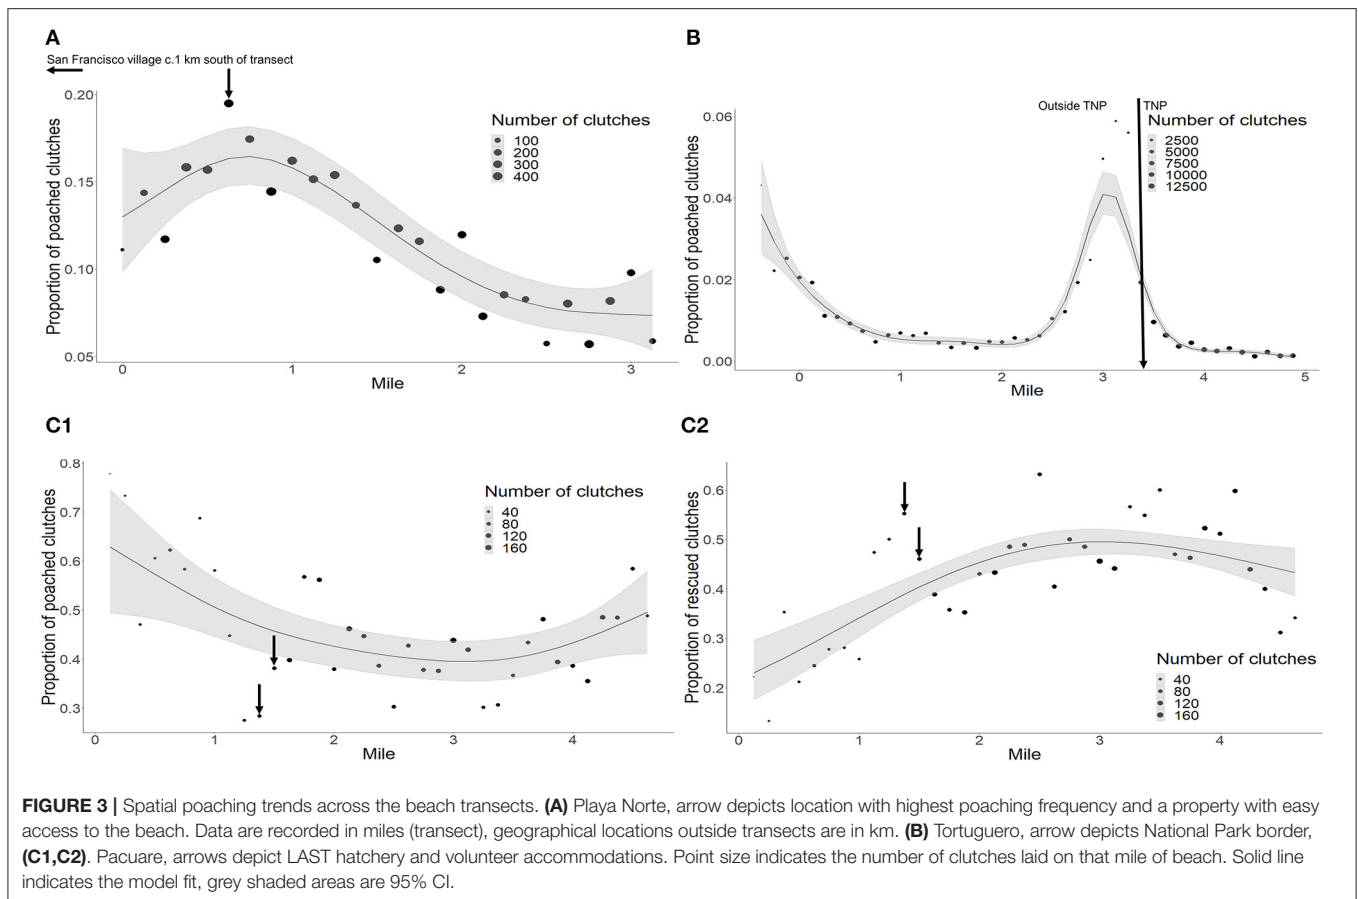 A
San Francisco village c.1 km south of transect
0.20
0.15
0.10
0.05
Proportion of poached clutches
Number of clutches
100
200
300
400
0 1 2 3
Mile
B
Outside TNP TNP
0.06
0.04
0.02
0.00
Proportion of poached clutches
Number of clutches
2500
5000
7500
10000
12500
0 1 2 3 4 5
Mile
C1
0.8
0.7
0.6
0.5
0.4
0.3
Proportion of poached clutches
Number of clutches
40
80
120
160
0 1 2 3 4
Mile
C2
0.6
0.5
0.4
0.3
0.2
Proportion of rescued clutches
Number of clutches
40
80
120
160
0 1 2 3 4
Mile
FIGURE 3 | Spatial poaching trends across the beach transects. (A) Playa Norte, arrow depicts location with highest poaching frequency and a property with easy
access to the beach. Data are recorded in miles (transect), geographical locations outside transects are in km. (B) Tortuguero, arrow depicts National Park border,
(C1,C2). Pacuare, arrows depict LAST hatchery and volunteer accommodations. Point size indicates the number of clutches laid on that mile of beach. Solid line
indicates the model fit, grey shaded areas are 95% CI.